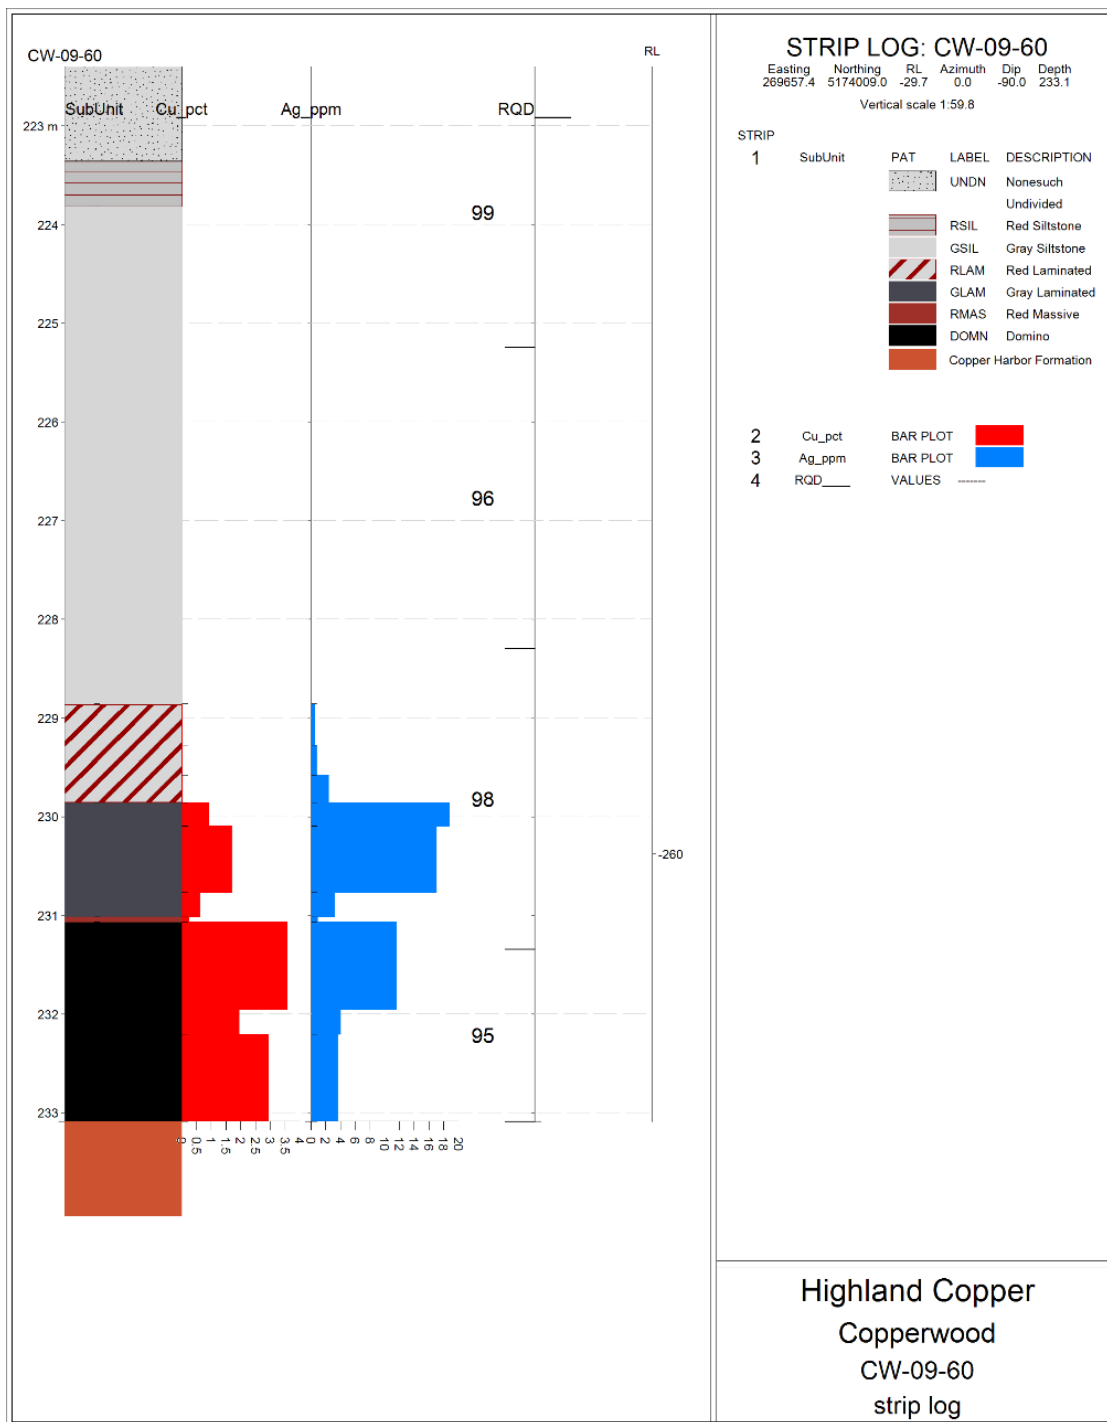 CW-09-60
RL
SubUnit Cu_pct Ag_ppm RQD____
223 m
224
225
226
227
228
229
230
231
232
233
99
96
98
95
-260
0 0.5 1 1.5 2 2.5 3 3.5 4
0 2 4 6 8 10 12 14 16 18 20
STRIP LOG: CW-09-60
Easting Northing RL Azimuth Dip Depth
269657.4 5174009.0 -29.7 0.0 -90.0 233.1
Vertical scale 1:59.8
STRIP
1 SubUnit PAT LABEL DESCRIPTION
UNDN Nonesuch
Undivided
RSIL Red Siltstone
GSIL Gray Siltstone
RLAM Red Laminated
GLAM Gray Laminated
RMAS Red Massive
DOMN Domino
Copper Harbor Formation
2 Cu_pct BAR PLOT
3 Ag_ppm BAR PLOT
4 RQD____ VALUES -------
Highland Copper
Copperwood
CW-09-60
strip log